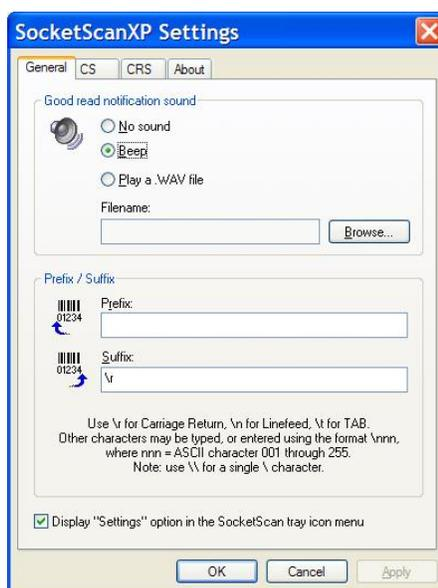 SocketScanXP Settings
General CS CRS About
Good read notification sound
No sound
Beep
Play a .WAV file
Filename:
Browse...
Prefix / Suffix
01234
Prefix:
01234
Suffix:
\r
Use \r for Carriage Return, \n for Linefeed, \t for TAB.
Other characters may be typed, or entered using the format \nnn,
where nnn = ASCII character 001 through 255.
Note: use \\ for a single \ character.
Display "Settings" option in the SocketScan tray icon menu
OK Cancel Apply